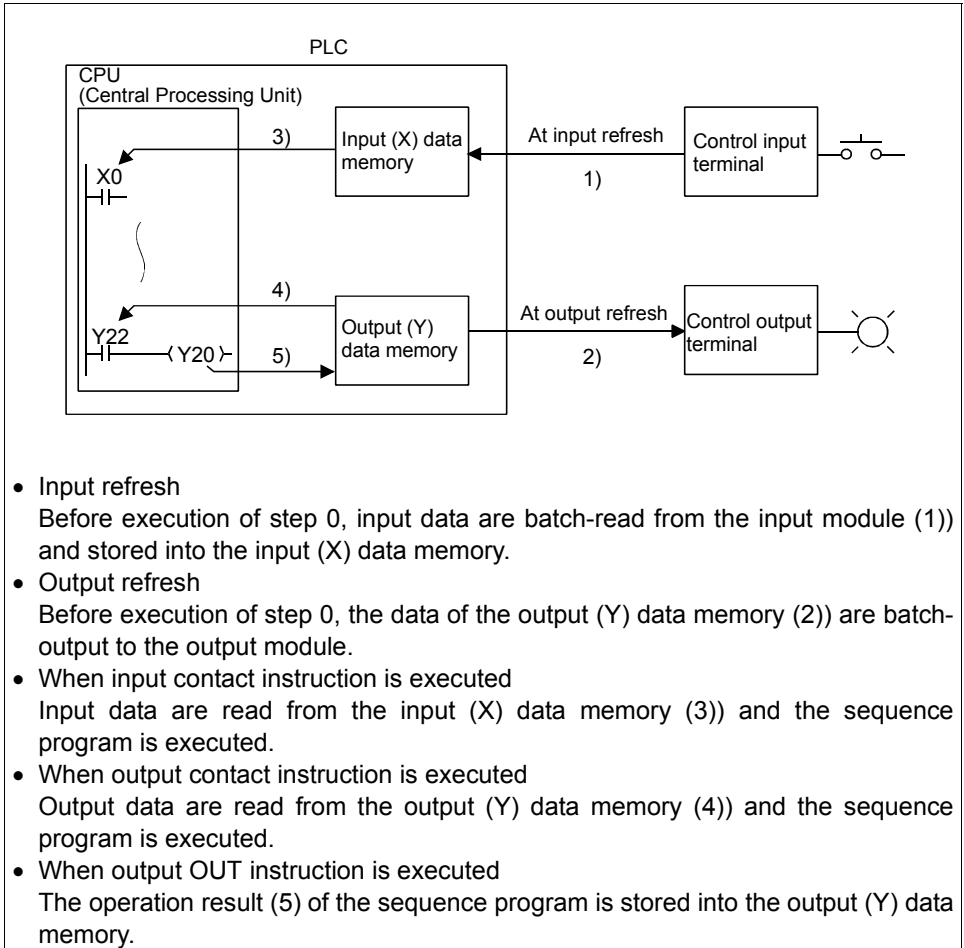 PLC
CPU
(Central Processing Unit)
3)
Input (X) data
memory
At input refresh
1)
Control input
terminal
X0
4)
Y22
Y20
5)
Output (Y)
data memory
At output refresh
2)
Control output
terminal
• Input refresh
Before execution of step 0, input data are batch-read from the input module (1))
and stored into the input (X) data memory.
• Output refresh
Before execution of step 0, the data of the output (Y) data memory (2)) are batch-
output to the output module.
• When input contact instruction is executed
Input data are read from the input (X) data memory (3)) and the sequence
program is executed.
• When output contact instruction is executed
Output data are read from the output (Y) data memory (4)) and the sequence
program is executed.
• When output OUT instruction is executed
The operation result (5) of the sequence program is stored into the output (Y) data
memory.